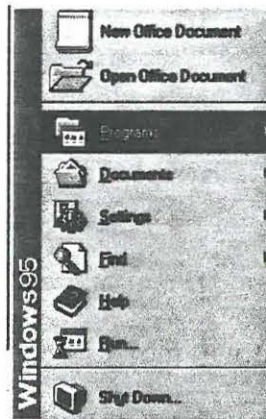 New Office Document
Open Office Document
Programs
Documents
Settings
Find
Help
Run...
Shut Down...
Windows95